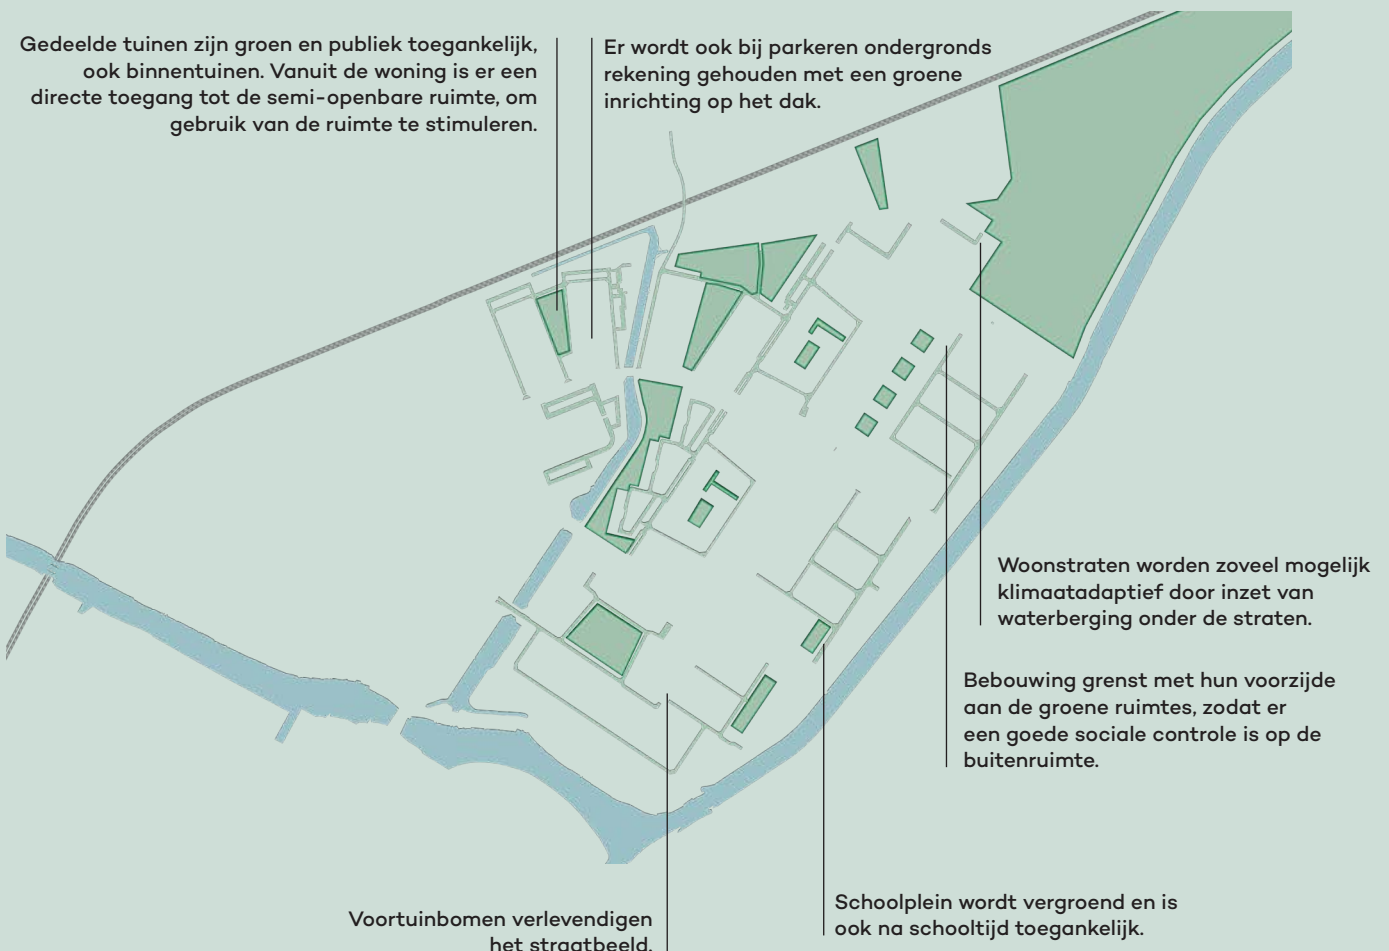 Gedeelde tuinen zijn groen en publiek toegankelijk,
ook binnentuinen. Vanuit de woning is er een
directe toegang tot de semi-openbare ruimte, om
gebruik van de ruimte te stimuleren.
Er wordt ook bij parkeren ondergronds
rekening gehouden met een groene
inrichting op het dak.
Woonstraten worden zoveel mogelijk
klimaatadaptief door inzet van
waterberging onder de straten.
Bebouwing grenst met hun voorzijde
aan de groene ruimtes, zodat er
een goede sociale controle is op de
buitenruimte.
Schoolplein wordt vergroend en is
ook na schooltijd toegankelijk.
Voortuinbomen verlevendigen
het straatbeeld.